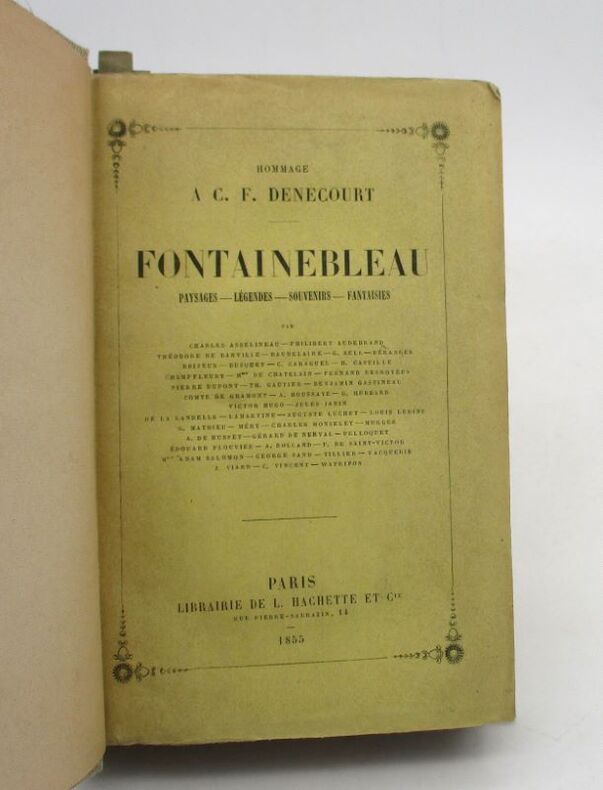 HOMMAGE
A C. F. DENECOURT
FONTAINEBLEAU
PAYSAGES — LÉGENDES — SOUVENIRS — FANTAISIES
PAR
CHARLES ASSELINEAU — PHILIBERT AUDEBRAND
THÉODORE DE BANVILLE — BAUDELAIRE — G. BELL — BÉRANGER
BOITEUX — BUSQUET — C. CARAGUEL — H. CASTILLE
CHAMPFLEURY — Mme DE CHATELAIN — FERNAND DESNOYERS
PIERRE DUPONT — TH. GAUTIER — BENJAMIN GASTINEAU
COMTE DE GRAMONT — A. HOUSSAYE — G. HUBBARD
VICTOR HUGO — JULES JANIN
DE LA LANDELLE — LAMARTINE — AUGUSTE LUCHET — LOUIS LURINE
G. MATHIEU — MÉRY — CHARLES MONSELET — MURGER
A. DE MUSSET — GÉRARD DE NERVAL — PELLOQUET
ÉDOUARD PLOUVIER — A. ROLLAND — P. DE SAINT-VICTOR
Mme ADAM SALOMON — GEORGE SAND — TILLIER — VACQUERIE
J. VIARD — C. VINCENT — WATRIPON
PARIS
LIBRAIRIE DE L. HACHETTE ET Cie
RUE PIERRE-SARRAZIN, 14
1855